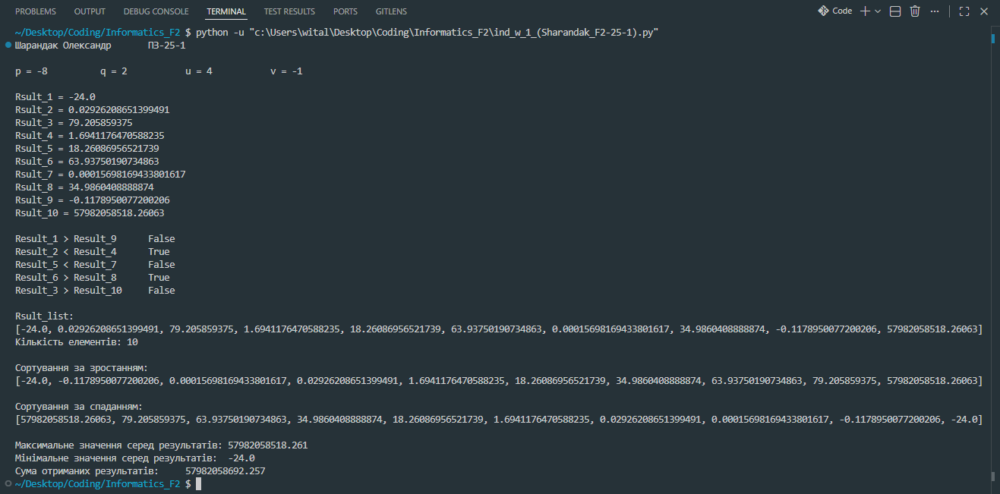 PROBLEMS OUTPUT DEBUG CONSOLE TERMINAL TEST RESULTS PORTS GITLENS Code
~/Desktop/Coding/Informatics_F2 $ python -u "c:\Users\wital\Desktop\Coding\Informatics_F2\ind_w_1_(Sharandak_F2-25-1).py"
Шарандак Олександр ПЗ-25-1
p = -8 q = 2 u = 4 v = -1
Rsult_1 = -24.0
Rsult_2 = 0.02926208651399491
Rsult_3 = 79.205859375
Rsult_4 = 1.6941176470588235
Rsult_5 = 18.26086956521739
Rsult_6 = 63.93750190734863
Rsult_7 = 0.00015698169433801617
Rsult_8 = 34.9860408888874
Rsult_9 = -0.1178950077200206
Rsult_10 = 57982058518.26063
Result_1 > Result_9 False
Result_2 < Result_4 True
Result_5 < Result_7 False
Result_6 > Result_8 True
Result_3 > Result_10 False
Rsult_list:
[-24.0, 0.02926208651399491, 79.205859375, 1.6941176470588235, 18.26086956521739, 63.93750190734863, 0.00015698169433801617, 34.9860408888874, -0.1178950077200206, 57982058518.26063]
Кількість елементів: 10
Сортування за зростанням:
[-24.0, -0.1178950077200206, 0.00015698169433801617, 0.02926208651399491, 1.6941176470588235, 18.26086956521739, 34.9860408888874, 63.93750190734863, 79.205859375, 57982058518.26063]
Сортування за спаданням:
[57982058518.26063, 79.205859375, 63.93750190734863, 34.9860408888874, 18.26086956521739, 1.6941176470588235, 0.02926208651399491, 0.00015698169433801617, -0.1178950077200206, -24.0]
Максимальне значення серед результатів: 57982058518.261
Мінімальне значення серед результатів: -24.0
Сума отриманих результатів: 57982058692.257
~/Desktop/Coding/Informatics_F2 $